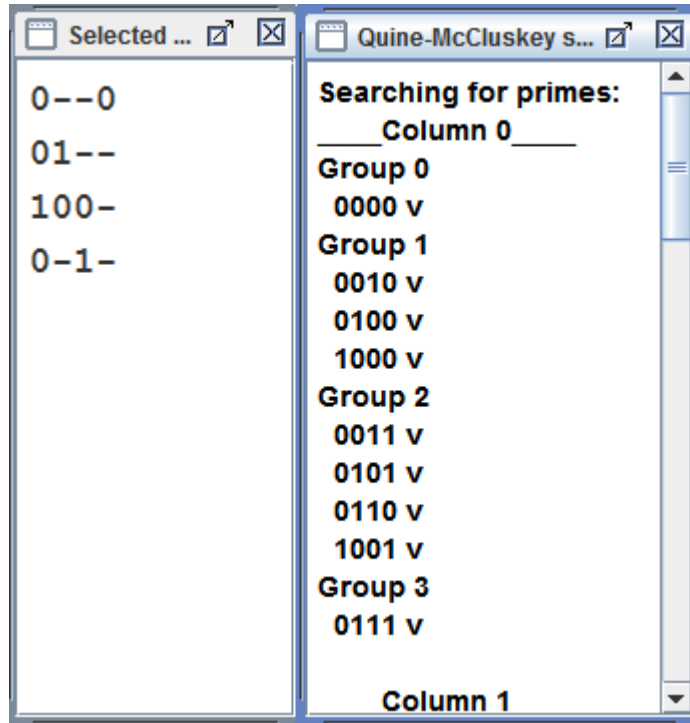 Selected ...
0--0
01--
100-
0-1-
Quine-McCluskey s...
Searching for primes:
____Column 0____
Group 0
0000 v
Group 1
0010 v
0100 v
1000 v
Group 2
0011 v
0101 v
0110 v
1001 v
Group 3
0111 v
Column 1